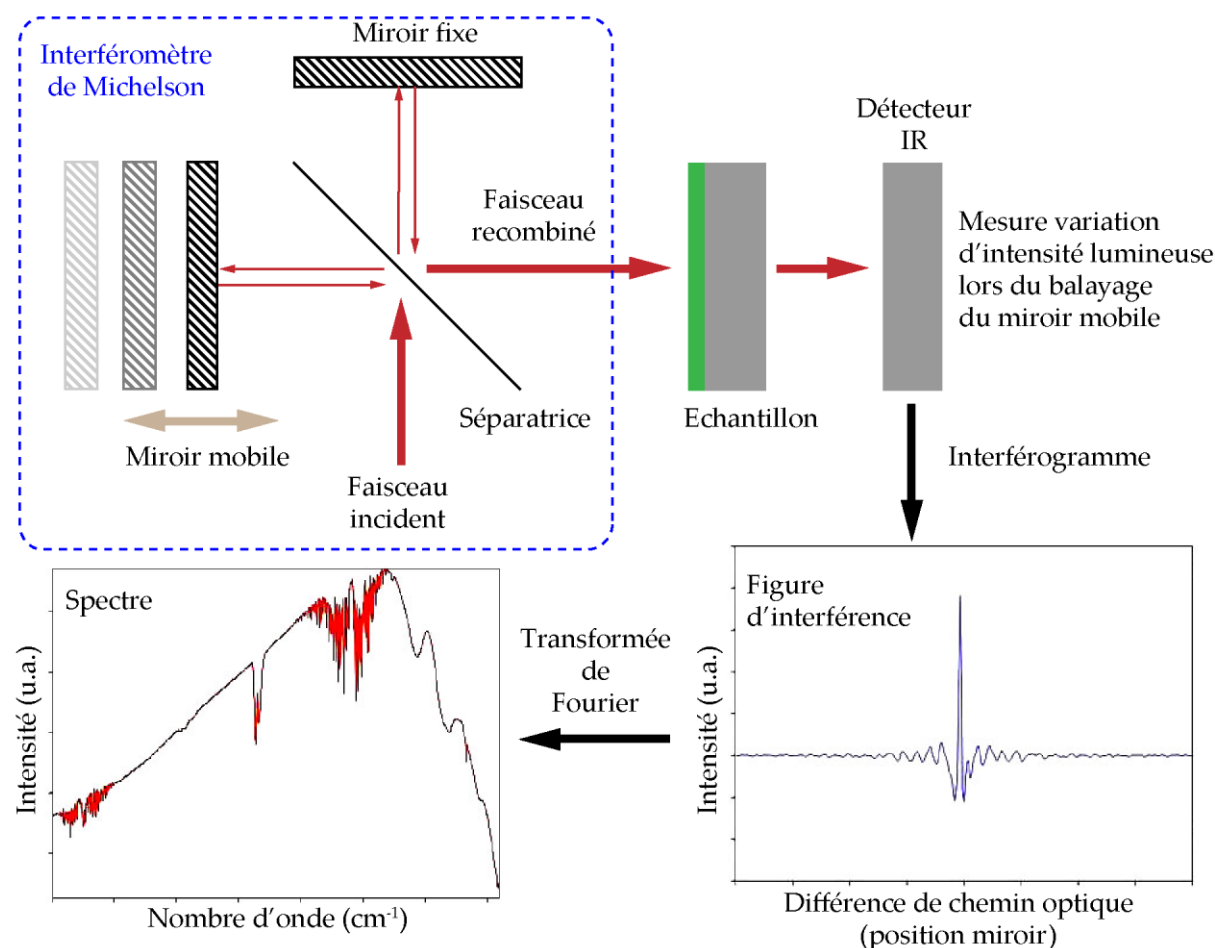 Interféromètre
de Michelson
Miroir fixe
Détecteur
IR
Faisceau
recombiné
Mesure variation
d'intensité lumineuse
lors du balayage
du miroir mobile
Miroir mobile
Séparatrice
Echantillon
Faisceau
incident
Interférogramme
Spectre
Intensité (u.a.)
Nombre d'onde (cm⁻¹)
Transformée
de
Fourier
Figure
d'interférence
Intensité (u.a.)
Différence de chemin optique
(position miroir)